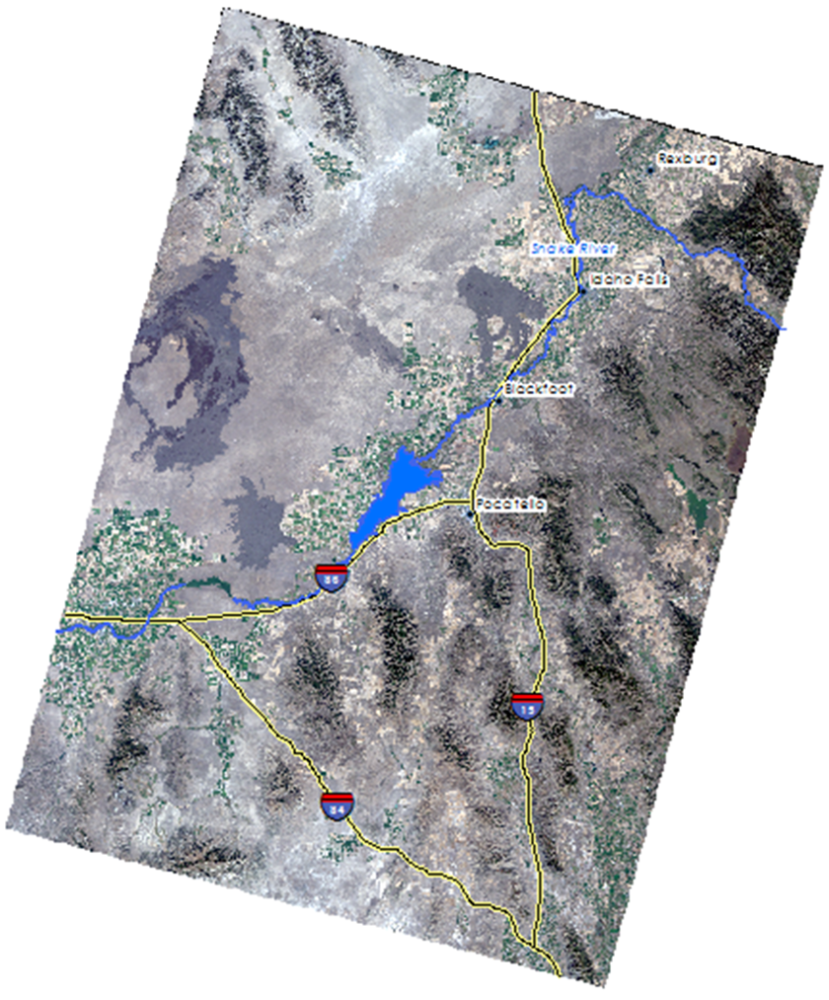 Rexburg
Snake River
Idaho Falls
Blackfoot
Pocatello
86
15
84